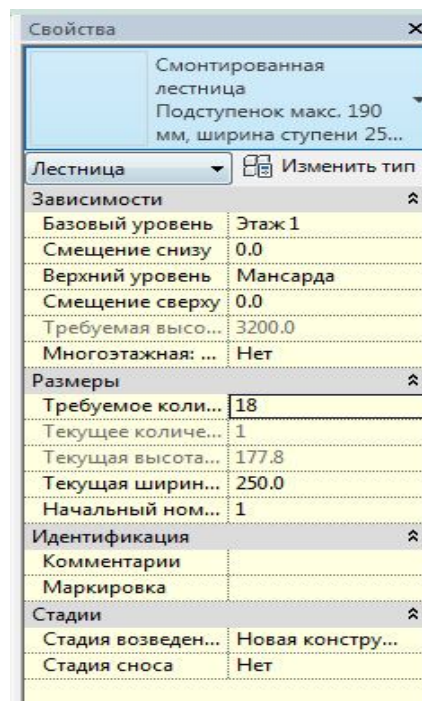 Свойства
Смонтированная
лестница
Подступенок макс. 190
мм, ширина ступени 25...
Лестница Изменить тип
Зависимости
Базовый уровень Этаж 1
Смещение снизу 0.0
Верхний уровень Мансарда
Смещение сверху 0.0
Требуемая высо... 3200.0
Многоэтажная: ... Нет
Размеры
Требуемое коли... 18
Текущее количе... 1
Текущая высота... 177.8
Текущая ширин... 250.0
Начальный ном... 1
Идентификация
Комментарии
Маркировка
Стадии
Стадия возведен... Новая констру...
Стадия сноса Нет